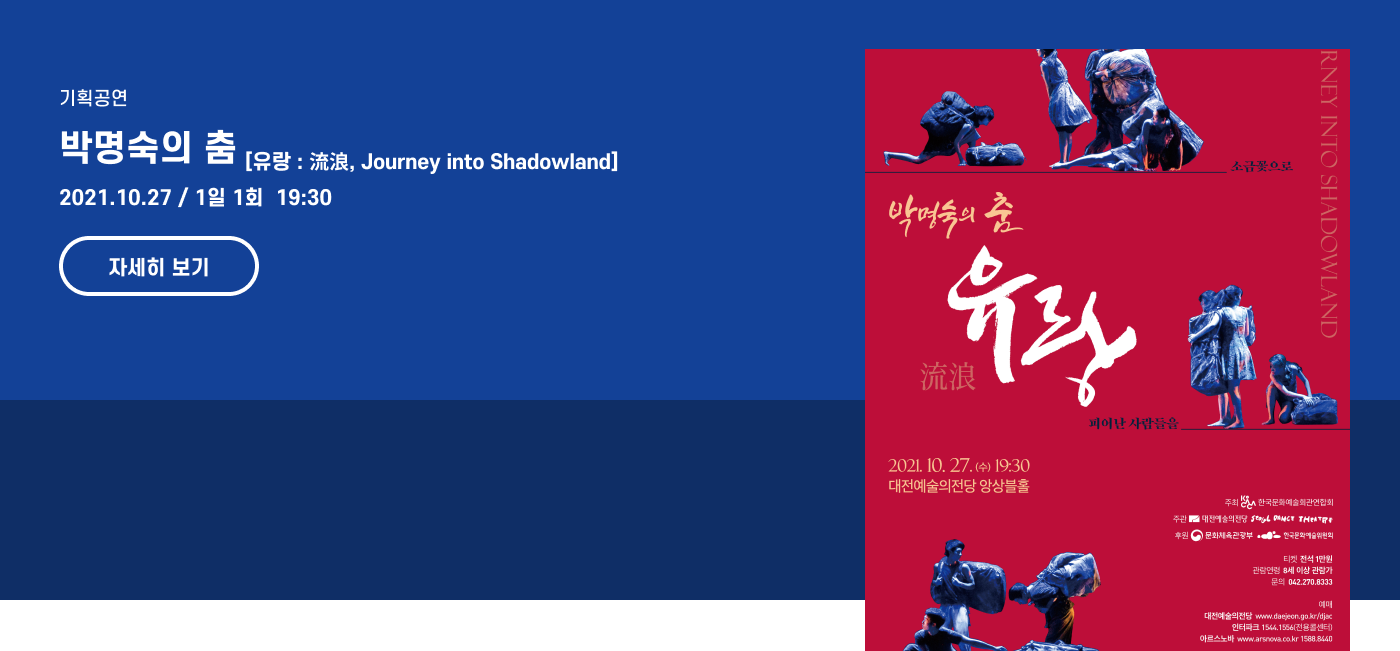 기획공연
박명숙의 춤 [유랑 : 流浪, Journey into Shadowland]
2021.10.27 / 1일 1회 19:30
자세히 보기
RNEY INTO SHADOWLAND
소금꽃으로
박명숙의 춤
유랑
流浪
피어난 사람들을
2021. 10. 27. (수) 19:30
대전예술의전당 앙상블홀
주최 한국문화예술회관연합회
주관 대전예술의전당 SEOUL DANCE THEATRE
후원 문화체육관광부 한국문화예술위원회
티켓 전석 1만원
관람연령 8세 이상 관람가
문의 042.270.8333
예매
대전예술의전당 www.daejeon.go.kr/djac
인터파크 1544.1556(전용콜센터)
아르스노바 www.arsnova.co.kr 1588.8440